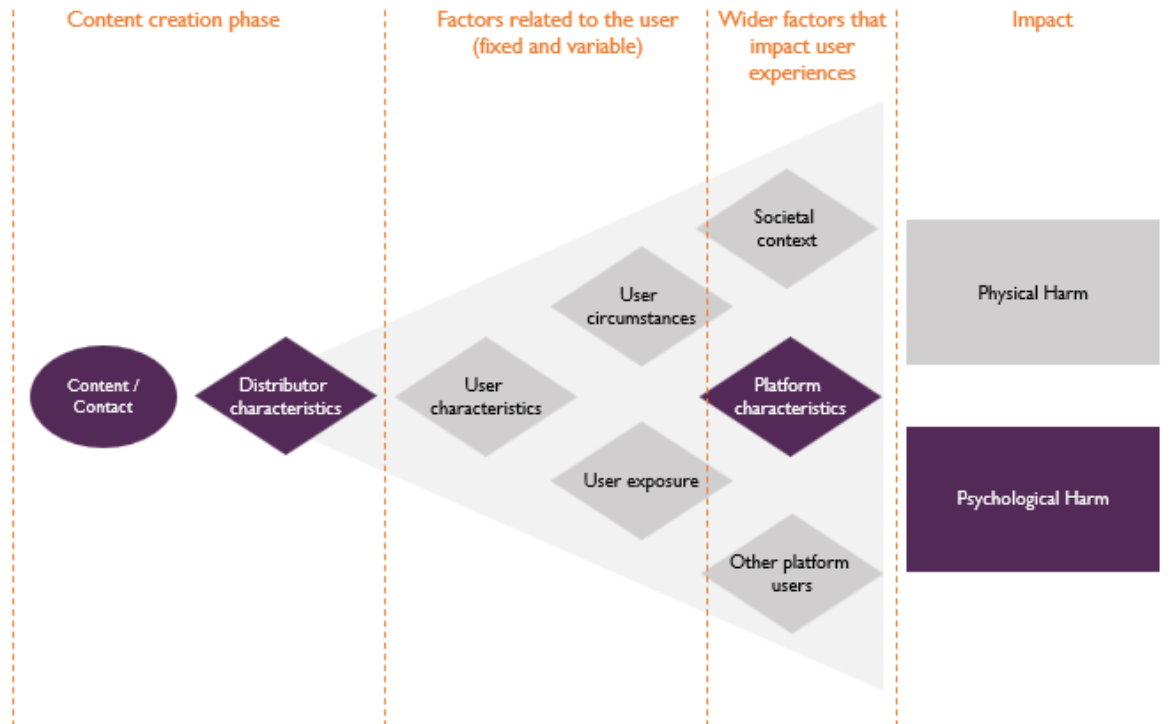 Content creation phase
Factors related to the user
(fixed and variable)
Wider factors that
impact user
experiences
Impact
Content /
Contact
Distributor
characteristics
User
characteristics
User
circumstances
User exposure
Societal
context
Platform
characteristics
Other platform
users
Physical Harm
Psychological Harm